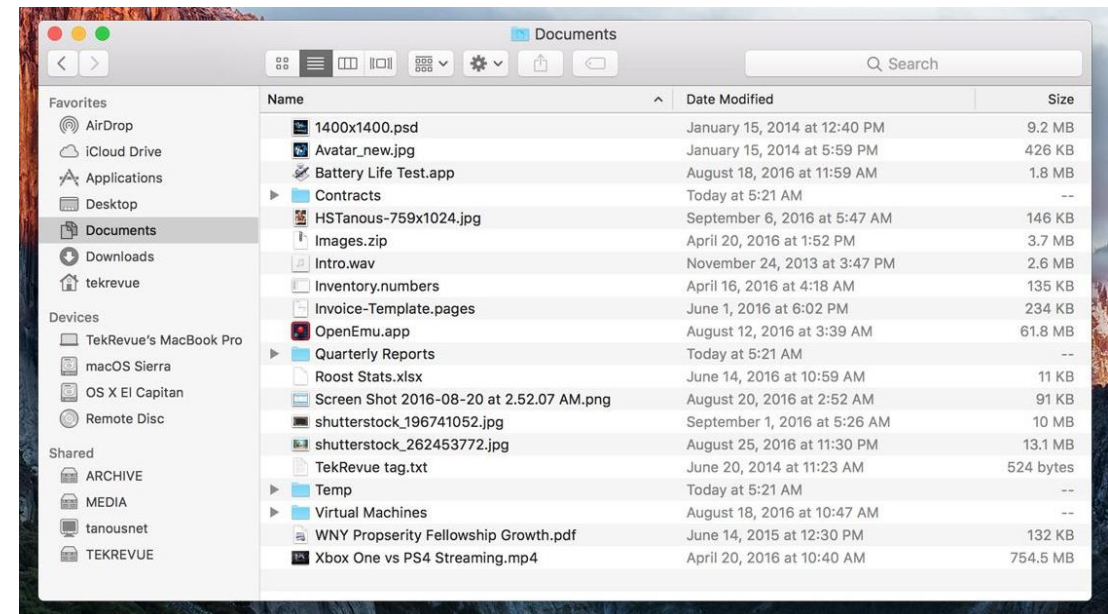 Documents
Search
Favorites
AirDrop
iCloud Drive
Applications
Desktop
Documents
Downloads
tekrevue
Devices
TekRevue's MacBook Pro
macOS Sierra
OS X El Capitan
Remote Disc
Shared
ARCHIVE
MEDIA
tanousnet
TEKREVUE
Name Date Modified Size
1400x1400.psd January 15, 2014 at 12:40 PM 9.2 MB
Avatar_new.jpg January 15, 2014 at 5:59 PM 426 KB
Battery Life Test.app August 18, 2016 at 11:59 AM 1.8 MB
Contracts Today at 5:21 AM --
HSTanous-759x1024.jpg September 6, 2016 at 5:47 AM 146 KB
Images.zip April 20, 2016 at 1:52 PM 3.7 MB
Intro.wav November 24, 2013 at 3:47 PM 2.6 MB
Inventory.numbers April 16, 2016 at 4:18 AM 135 KB
Invoice-Template.pages June 1, 2016 at 6:02 PM 234 KB
OpenEmu.app August 12, 2016 at 3:39 AM 61.8 MB
Quarterly Reports Today at 5:21 AM --
Roost Stats.xlsx June 14, 2016 at 10:59 AM 11 KB
Screen Shot 2016-08-20 at 2.52.07 AM.png August 20, 2016 at 2:52 AM 91 KB
shutterstock_196741052.jpg September 1, 2016 at 5:26 AM 10 MB
shutterstock_262453772.jpg August 25, 2016 at 11:30 PM 13.1 MB
TekRevue tag.txt June 20, 2014 at 11:23 AM 524 bytes
Temp Today at 5:21 AM --
Virtual Machines August 18, 2016 at 10:47 AM --
WNY Propserity Fellowship Growth.pdf June 14, 2015 at 12:30 PM 132 KB
Xbox One vs PS4 Streaming.mp4 April 20, 2016 at 10:40 AM 754.5 MB